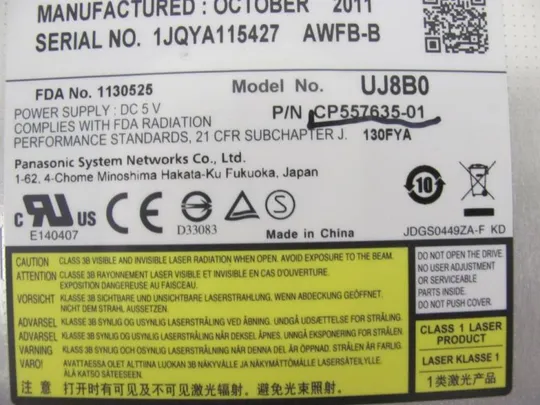 MANUFACTURED : OCTOBER 2011
SERIAL NO. 1JQYA115427 AWFB-B
FDA No. 1130525 Model No. UJ8B0
POWER SUPPLY : DC 5 V P/N CP557635-01
COMPLIES WITH FDA RADIATION
PERFORMANCE STANDARDS, 21 CFR SUBCHAPTER J. 130FYA
Panasonic System Networks Co., Ltd.
1-62, 4-Chome Minoshima Hakata-Ku Fukuoka, Japan
10
c RU US CE S
E140407 D33083 Made in China JDGS0449ZA-F KD
CAUTION CLASS 3B VISIBLE AND INVISIBLE LASER RADIATION WHEN OPEN. AVOID EXPOSURE TO THE BEAM.
ATTENTION CLASSE 3B RAYONNEMENT LASER VISIBLE ET INVISIBLE EN CAS D'OUVERTURE.
EXPOSITION DANGEREUSE AU FAISCEAU.
VORSICHT KLASSE 3B SICHTBARE UND UNSICHTBARE LASERSTRAHLUNG, WENN ABDECKUNG GEÖFFNET.
NICHT DEM STRAHL AUSSETZEN.
ADVARSEL KLASSE 3B SYNLIG OG USYNLIG LASERSTRÅLING VED ÅBNING. UNDGÅ UDSÆTTELSE FOR STRÅLING.
ADVARSEL KLASSE 3B SYNLIG OG USYNLIG LASERSTRÅLING NÅR DEKSEL ÅPNES. UNNGÅ EKSPONERING FOR STRÅLEN
VARNING KLASS 3B SYNLIG OCH OSYNLIG LASERSTRÅLNING NÄR DENNA DEL ÄR ÖPPNAD. STRÅLEN ÄR FARLIG.
VARO! AVATTAESSA OLET ALTTIINA LUOKAN 3B NÄKYVÄLLE JA NÄKYMÄTTÖMÄLLE LASERSÄTEILYLLE.
ÄLÄ KATSO SÄTEESEEN.
注意 打开时有可见及不可见激光辐射。避免光束照射。
DO NOT OPEN THE DRIVE.
NO USER ADJUSTMENT
OR SERVICEABLE
PARTS INSIDE.
DO NOT PUSH COVER.
CLASS 1 LASER
PRODUCT
LASER KLASSE 1
1类激光产品